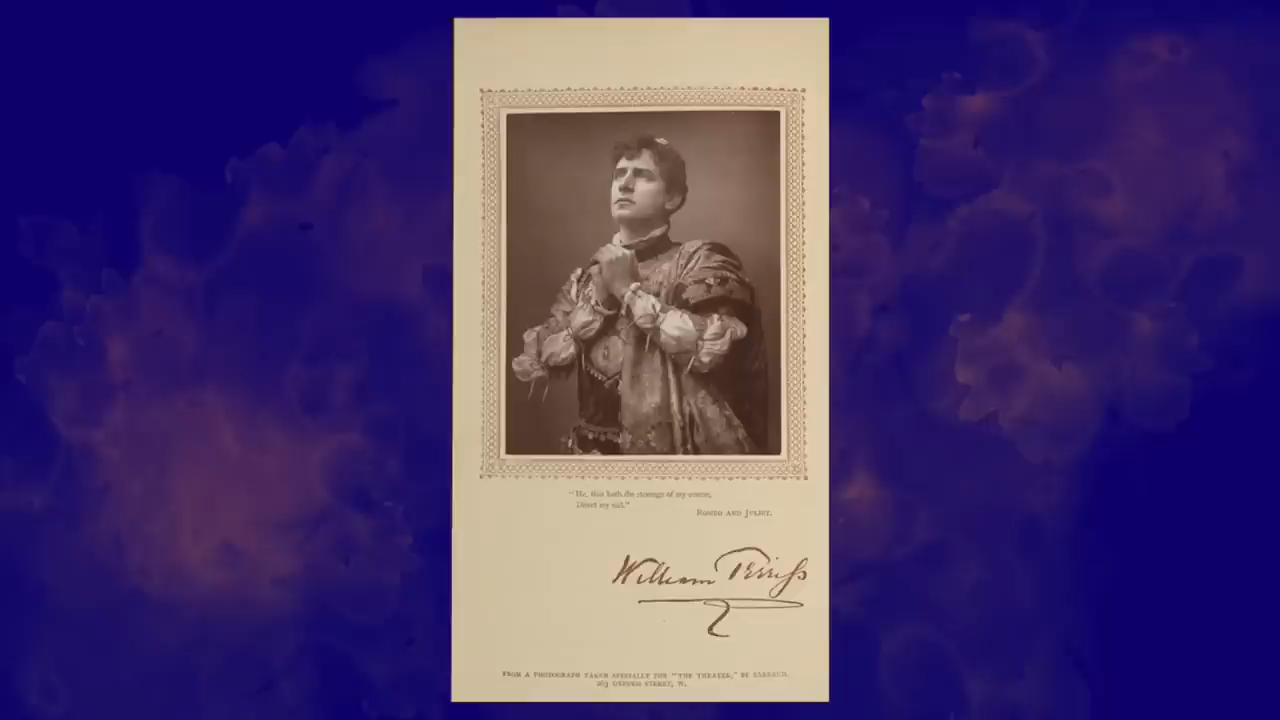 "He, that hath the steerage of my course,
Direct my sail."
ROMEO AND JULIET.
William Terriss
FROM A PHOTOGRAPH TAKEN SPECIALLY FOR "THE THEATRE," BY BARRAUD,
263 OXFORD STREET, W.